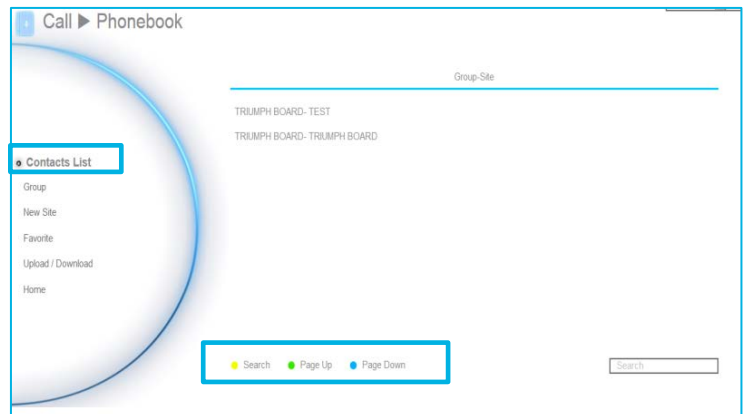 Call ▶ Phonebook
Group-Site
TRIUMPH BOARD- TEST
TRIUMPH BOARD- TRIUMPH BOARD
Contacts List
Group
New Site
Favorite
Upload / Download
Home
Search Page Up Page Down
Search